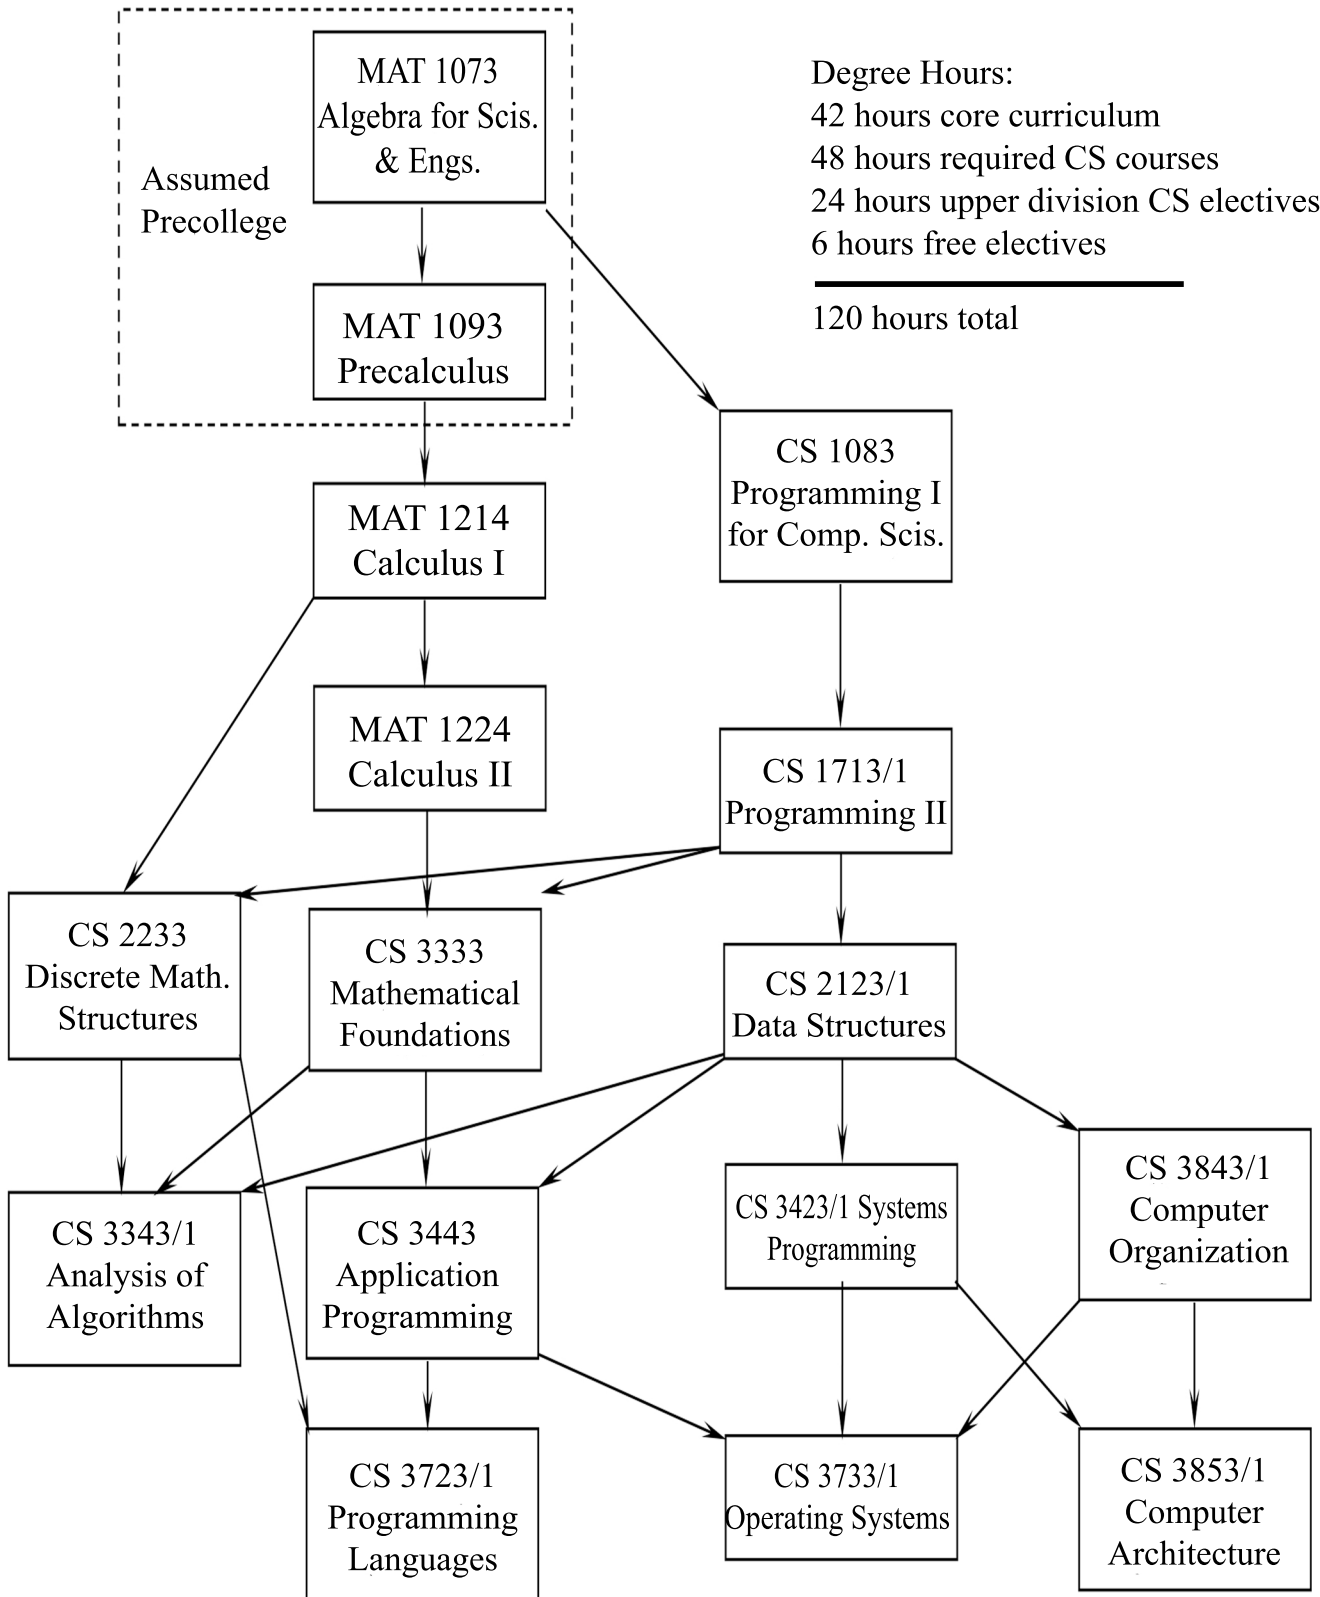 MAT 1073
Algebra for Scis.
& Engs.
Assumed
Precollege
Degree Hours:
42 hours core curriculum
48 hours required CS courses
24 hours upper division CS electives
6 hours free electives
120 hours total
MAT 1093
Precalculus
CS 1083
Programming I
for Comp. Scis.
MAT 1214
Calculus I
MAT 1224
Calculus II
CS 1713/1
Programming II
CS 2233
Discrete Math.
Structures
CS 3333
Mathematical
Foundations
CS 2123/1
Data Structures
CS 3343/1
Analysis of
Algorithms
CS 3443
Application
Programming
CS 3423/1 Systems
Programming
CS 3843/1
Computer
Organization
CS 3723/1
Programming
Languages
CS 3733/1
Operating Systems
CS 3853/1
Computer
Architecture